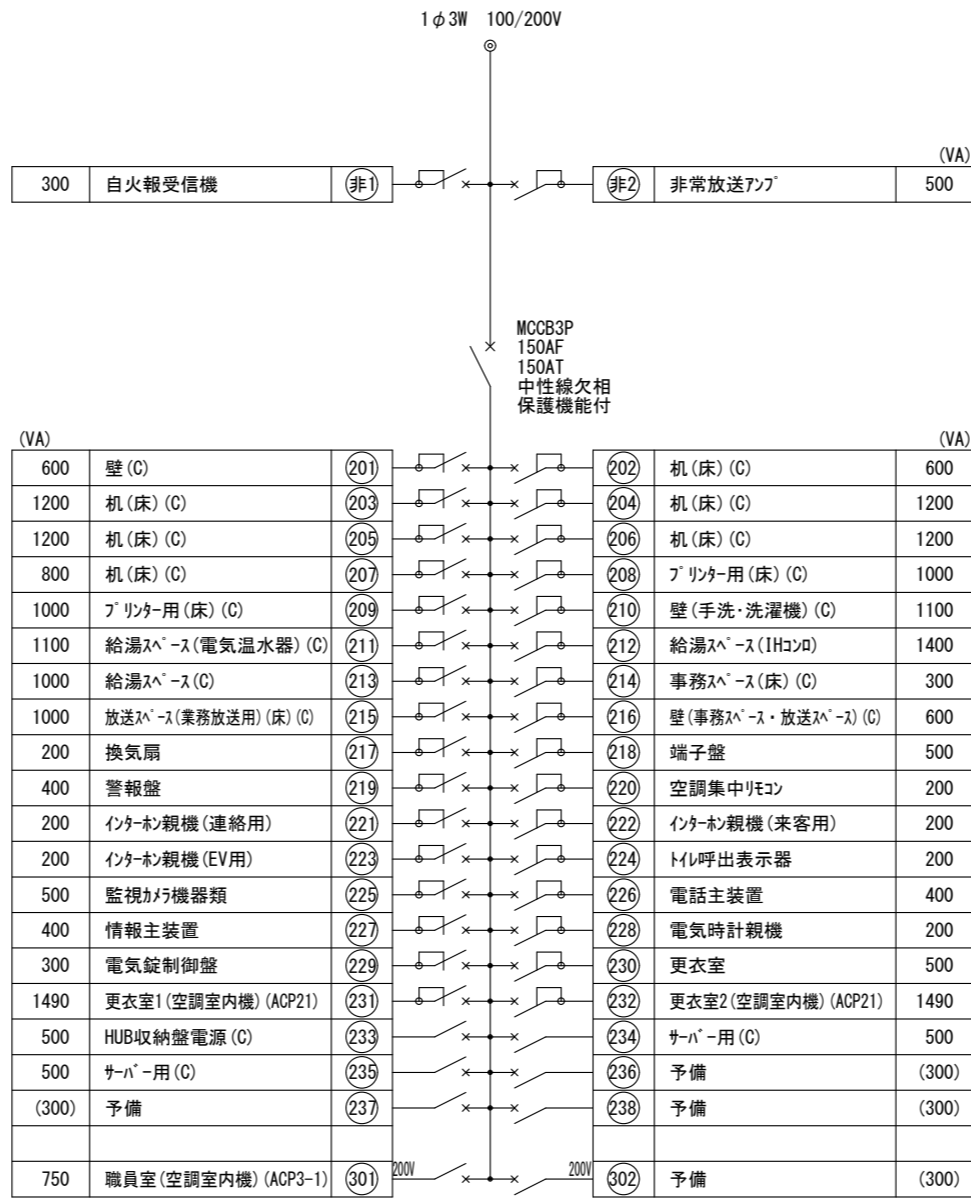 1φ3W 100/200V
(VA)
300 自火報受信機 非1 非2 非常放送ｱﾝﾌﾟ 500
MCCB3P
150AF
150AT
中性線欠相
保護機能付
(VA) (VA)
600 壁(C) 201 202 机(床)(C) 600
1200 机(床)(C) 203 204 机(床)(C) 1200
1200 机(床)(C) 205 206 机(床)(C) 1200
800 机(床)(C) 207 208 ﾌﾟﾘﾝﾀｰ用(床)(C) 1000
1000 ﾌﾟﾘﾝﾀｰ用(床)(C) 209 210 壁(手洗･洗濯機)(C) 1100
1100 給湯ｽﾍﾟｰｽ(電気温水器)(C) 211 212 給湯ｽﾍﾟｰｽ(IHｺﾝﾛ) 1400
1000 給湯ｽﾍﾟｰｽ(C) 213 214 事務ｽﾍﾟｰｽ(床)(C) 300
1000 放送ｽﾍﾟｰｽ(業務放送用)(床)(C) 215 216 壁(事務ｽﾍﾟｰｽ・放送ｽﾍﾟｰｽ)(C) 600
200 換気扇 217 218 端子盤 500
400 警報盤 219 220 空調集中ﾘﾓｺﾝ 200
200 ｲﾝﾀｰﾎﾝ親機(連絡用) 221 222 ｲﾝﾀｰﾎﾝ親機(来客用) 200
200 ｲﾝﾀｰﾎﾝ親機(EV用) 223 224 ﾄｲﾚ呼出表示器 200
500 監視ｶﾒﾗ機器類 225 226 電話主装置 400
400 情報主装置 227 228 電気時計親機 200
300 電気錠制御盤 229 230 更衣室 500
1490 更衣室1(空調室内機)(ACP21) 231 232 更衣室2(空調室内機)(ACP21) 1490
500 HUB収納盤電源(C) 233 234 ｻｰﾊﾞｰ用(C) 500
500 ｻｰﾊﾞｰ用(C) 235 236 予備 (300)
(300) 予備 237 238 予備 (300)
750 職員室(空調室内機)(ACP3-1) 301 200V 200V 302 予備 (300)